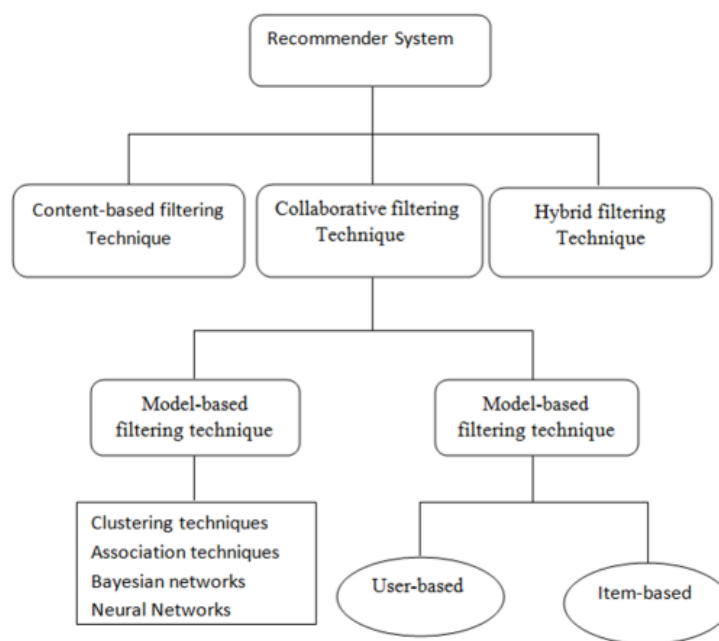 Recommender System
Content-based filtering
Technique
Collaborative filtering
Technique
Hybrid filtering
Technique
Model-based
filtering technique
Model-based
filtering technique
Clustering techniques
Association techniques
Bayesian networks
Neural Networks
User-based
Item-based